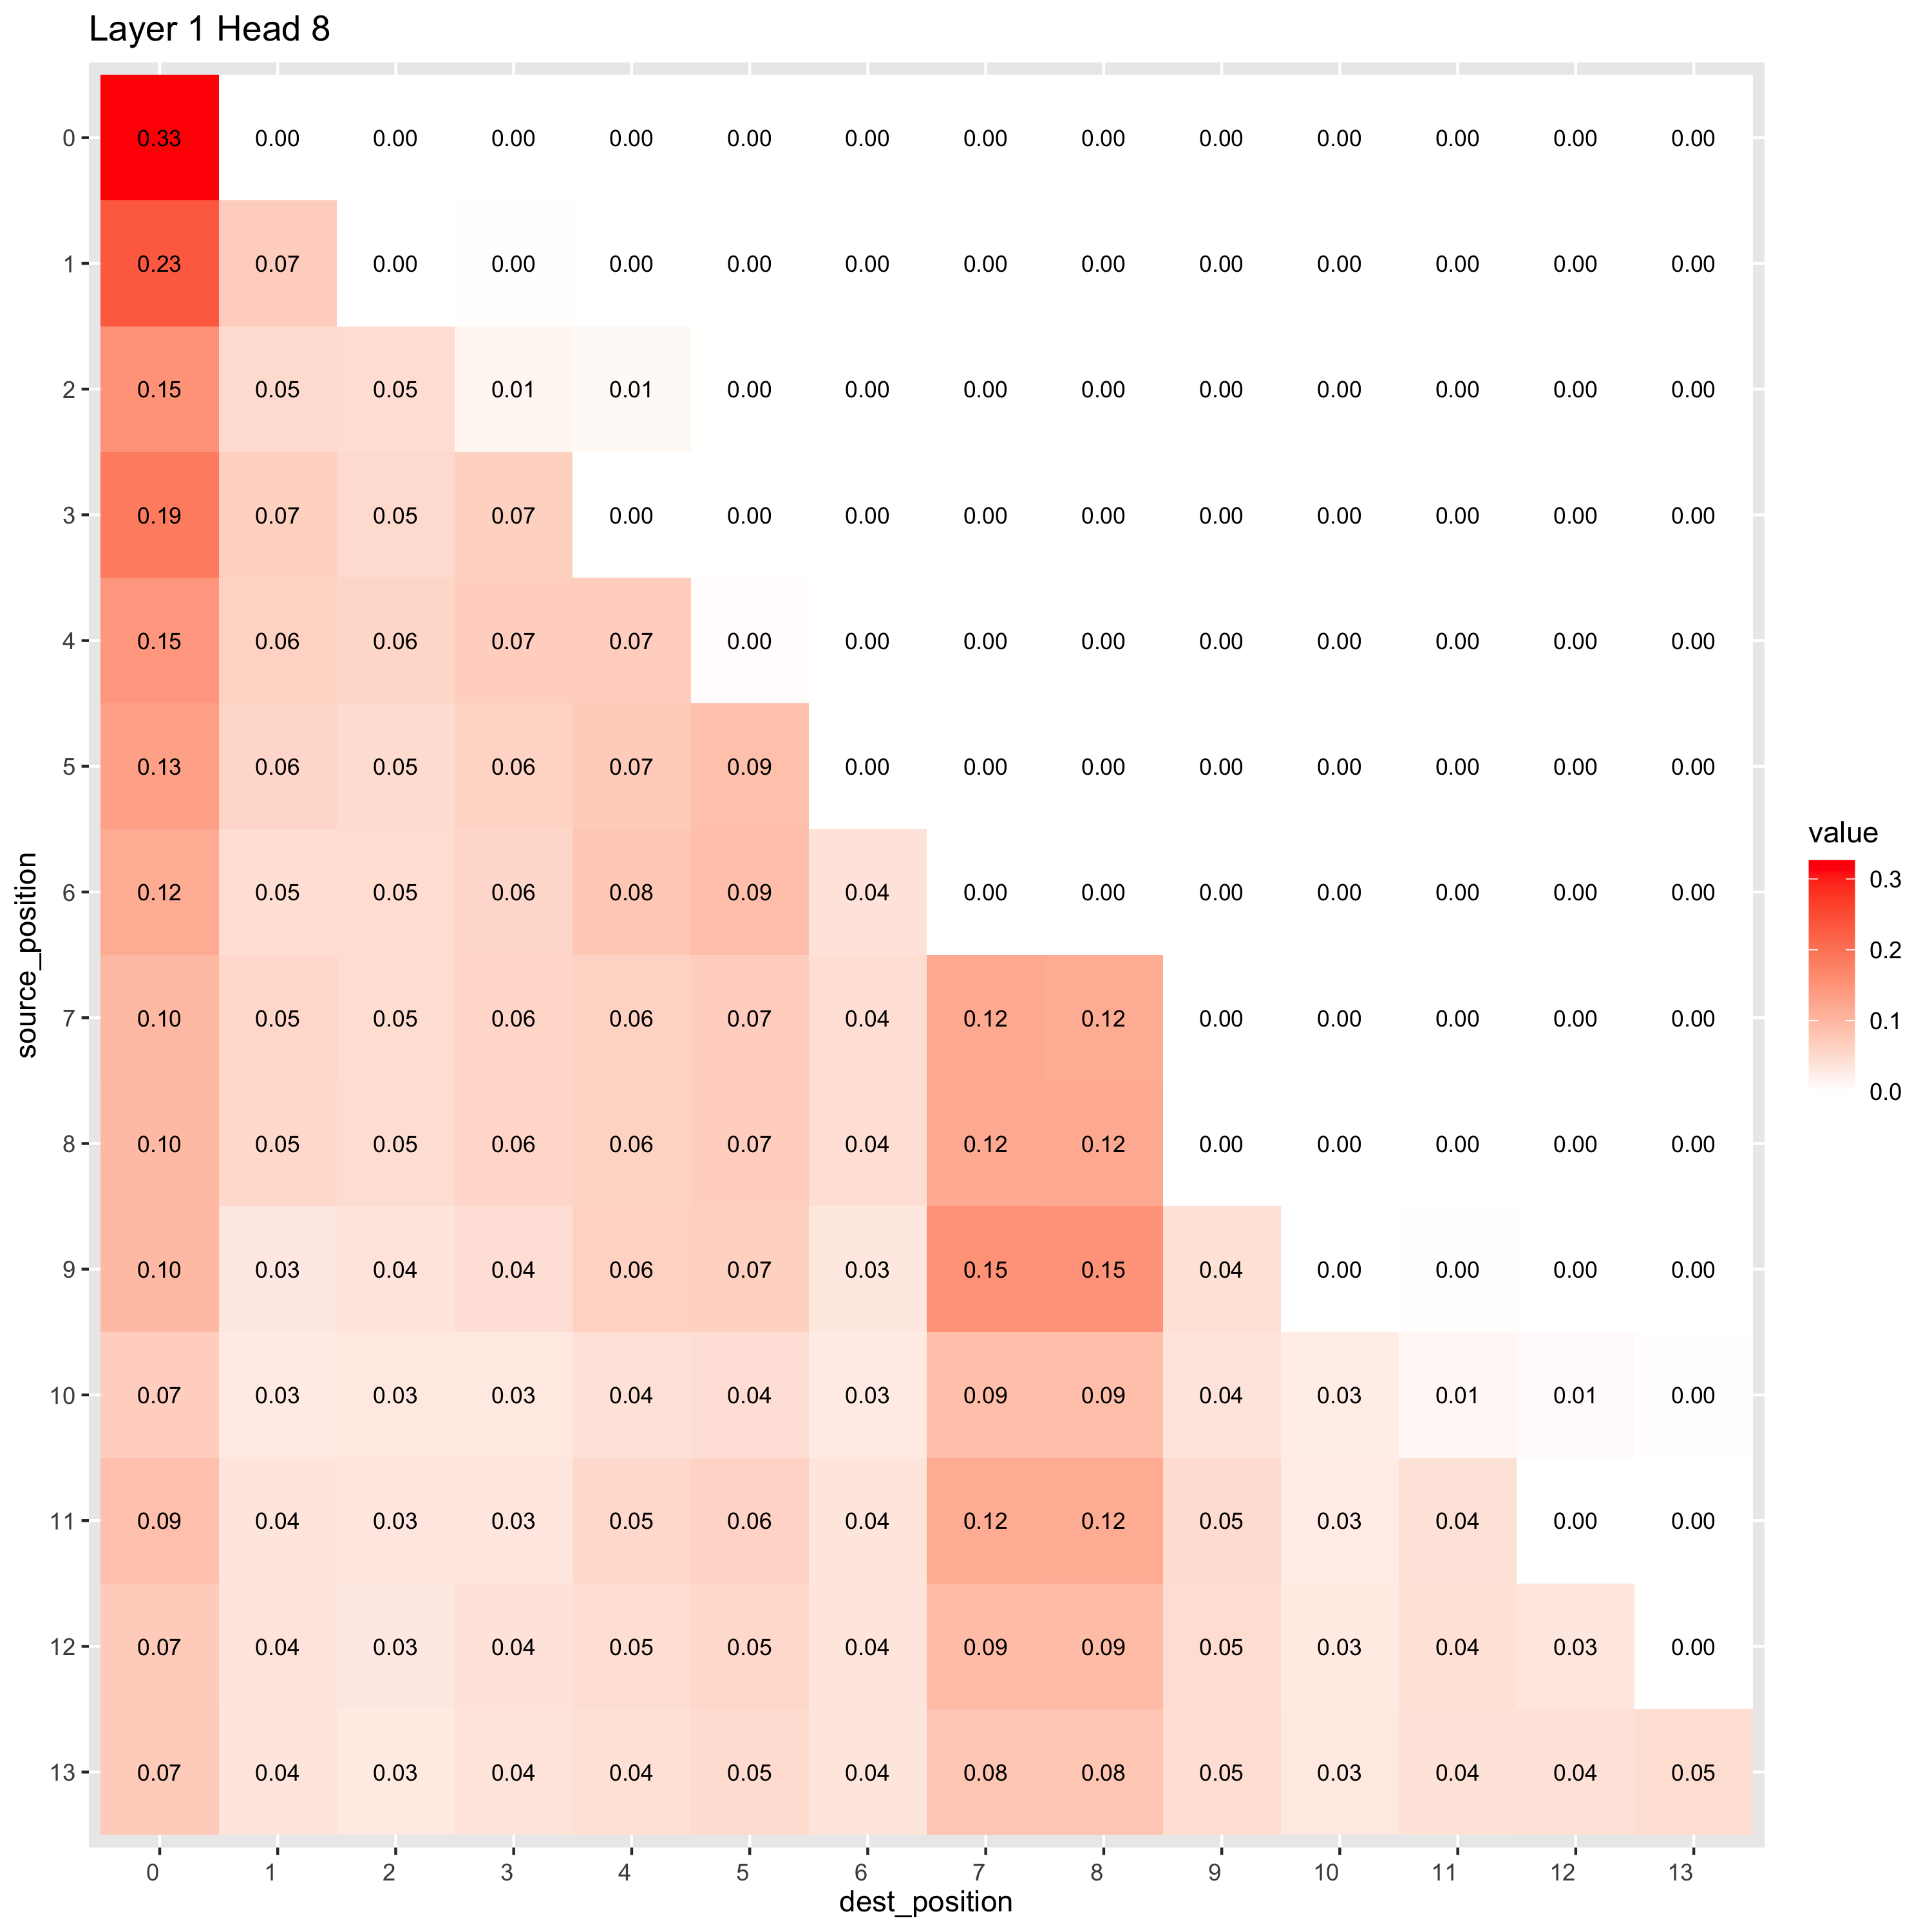 Layer 1 Head 8
0 0.33 0.00 0.00 0.00 0.00 0.00 0.00 0.00 0.00 0.00 0.00 0.00 0.00 0.00
1 0.23 0.07 0.00 0.00 0.00 0.00 0.00 0.00 0.00 0.00 0.00 0.00 0.00 0.00
2 0.15 0.05 0.05 0.01 0.01 0.00 0.00 0.00 0.00 0.00 0.00 0.00 0.00 0.00
3 0.19 0.07 0.05 0.07 0.00 0.00 0.00 0.00 0.00 0.00 0.00 0.00 0.00 0.00
4 0.15 0.06 0.06 0.07 0.07 0.00 0.00 0.00 0.00 0.00 0.00 0.00 0.00 0.00
5 0.13 0.06 0.05 0.06 0.07 0.09 0.00 0.00 0.00 0.00 0.00 0.00 0.00 0.00
6 0.12 0.05 0.05 0.06 0.08 0.09 0.04 0.00 0.00 0.00 0.00 0.00 0.00 0.00
7 0.10 0.05 0.05 0.06 0.06 0.07 0.04 0.12 0.12 0.00 0.00 0.00 0.00 0.00
8 0.10 0.05 0.05 0.06 0.06 0.07 0.04 0.12 0.12 0.00 0.00 0.00 0.00 0.00
9 0.10 0.03 0.04 0.04 0.06 0.07 0.03 0.15 0.15 0.04 0.00 0.00 0.00 0.00
10 0.07 0.03 0.03 0.03 0.04 0.04 0.03 0.09 0.09 0.04 0.03 0.01 0.01 0.00
11 0.09 0.04 0.03 0.03 0.05 0.06 0.04 0.12 0.12 0.05 0.03 0.04 0.00 0.00
12 0.07 0.04 0.03 0.04 0.05 0.05 0.04 0.09 0.09 0.05 0.03 0.04 0.03 0.00
13 0.07 0.04 0.03 0.04 0.04 0.05 0.04 0.08 0.08 0.05 0.03 0.04 0.04 0.05
0 1 2 3 4 5 6 7 8 9 10 11 12 13
dest_position
source_position
value
0.3
0.2
0.1
0.0